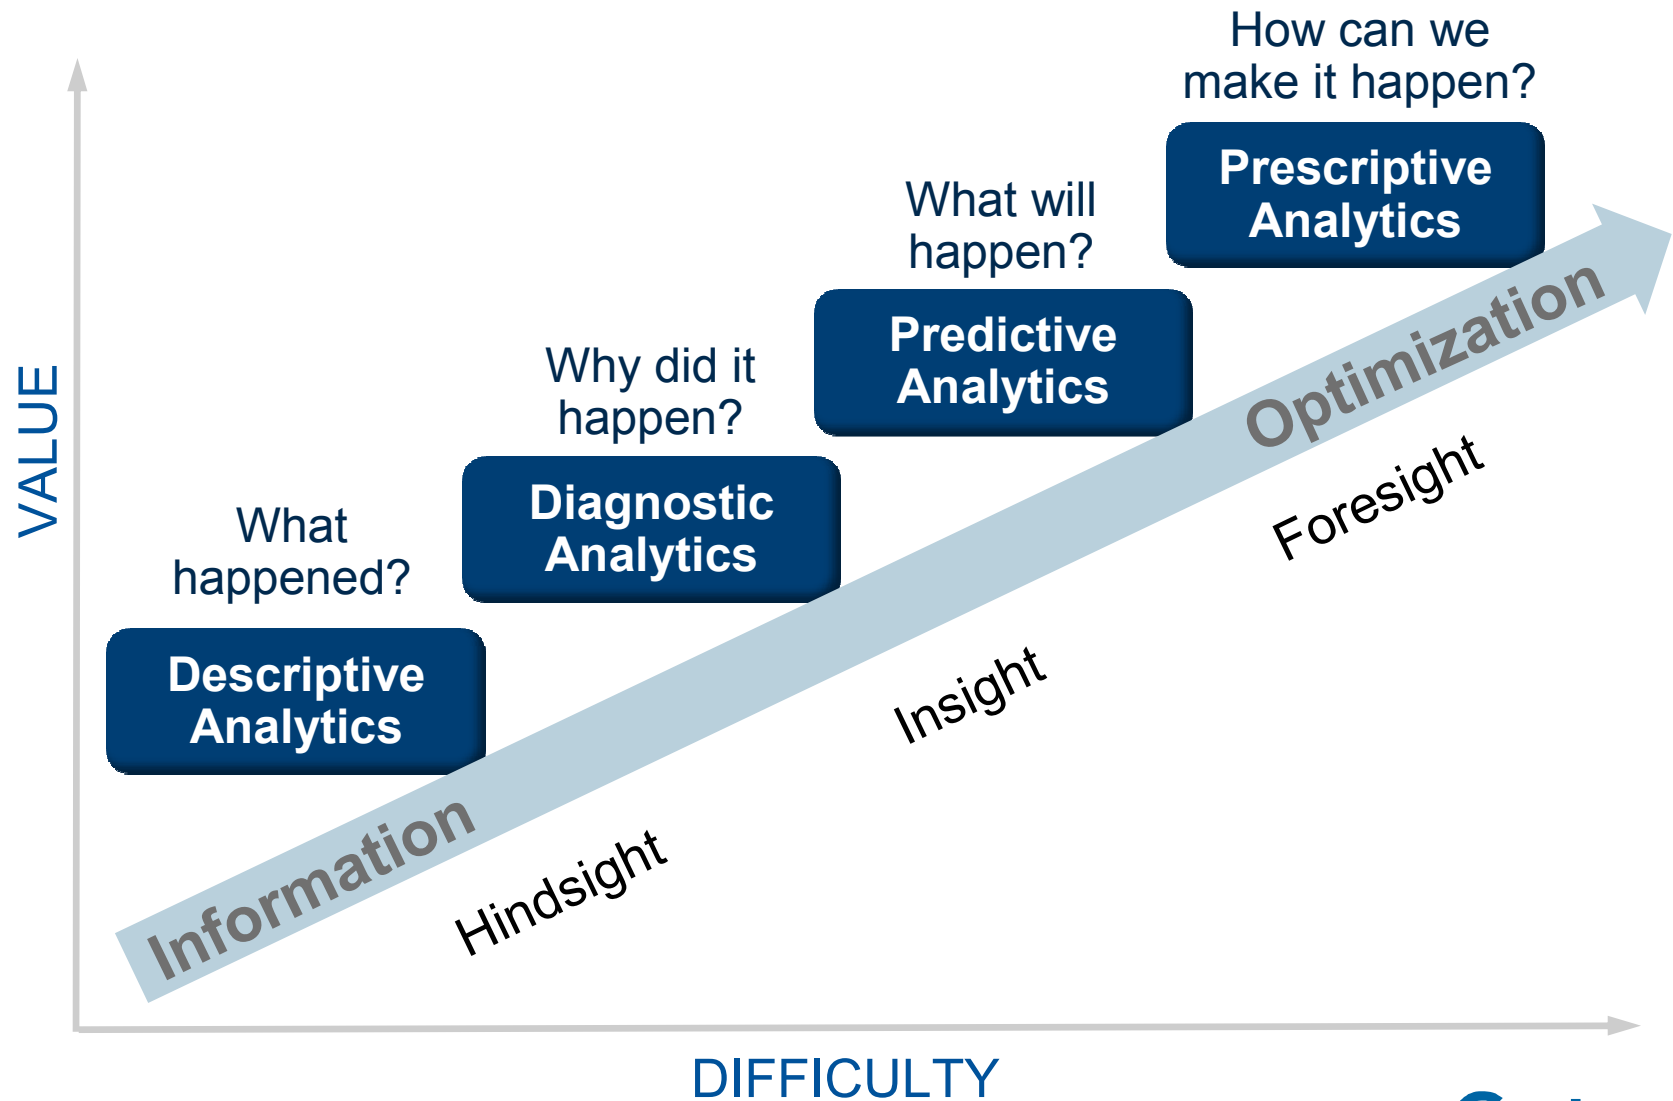 How can we
make it happen?
Prescriptive
Analytics
What will
happen?
Predictive
Analytics
Why did it
happen?
Diagnostic
Analytics
What
happened?
Descriptive
Analytics
VALUE
Information
Optimization
Hindsight
Insight
Foresight
DIFFICULTY